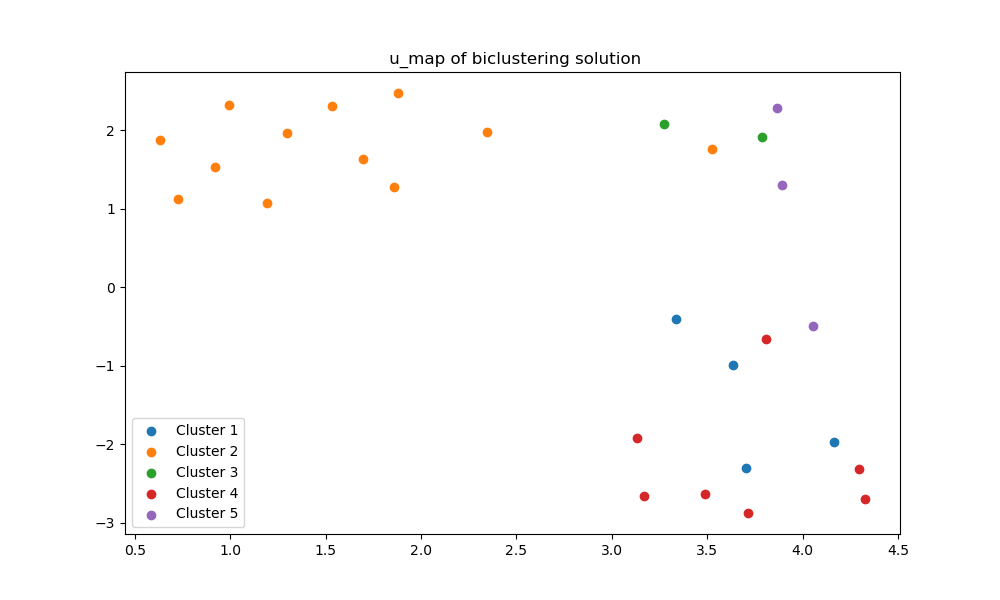 u_map of biclustering solution
2
1
0
−1
−2
−3
Cluster 1
Cluster 2
Cluster 3
Cluster 4
Cluster 5
0.5 1.0 1.5 2.0 2.5 3.0 3.5 4.0 4.5